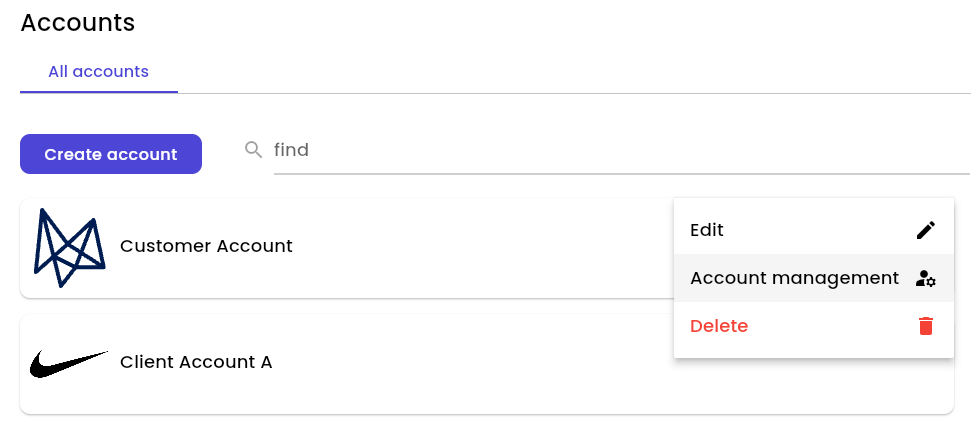 Accounts
All accounts
Create account
find
Customer Account
Edit
Account management
Delete
Client Account A